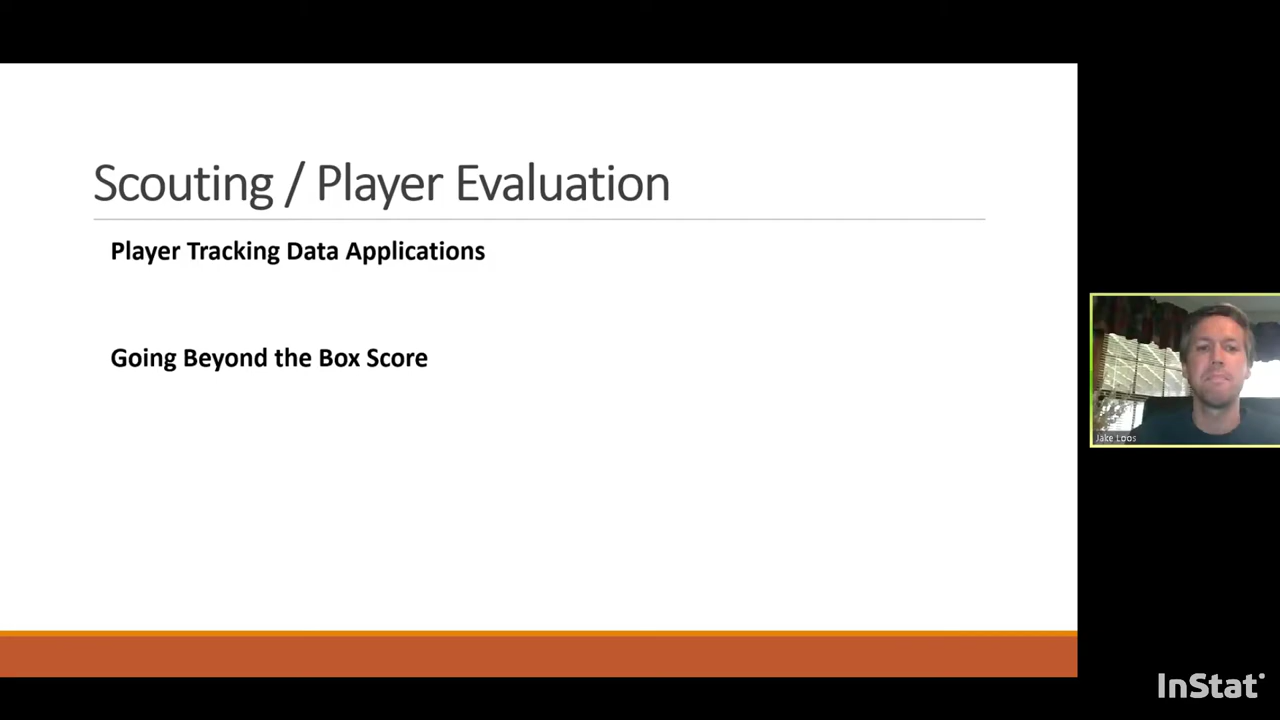 Scouting / Player Evaluation
Player Tracking Data Applications
Going Beyond the Box Score
Jake Loos
InStat